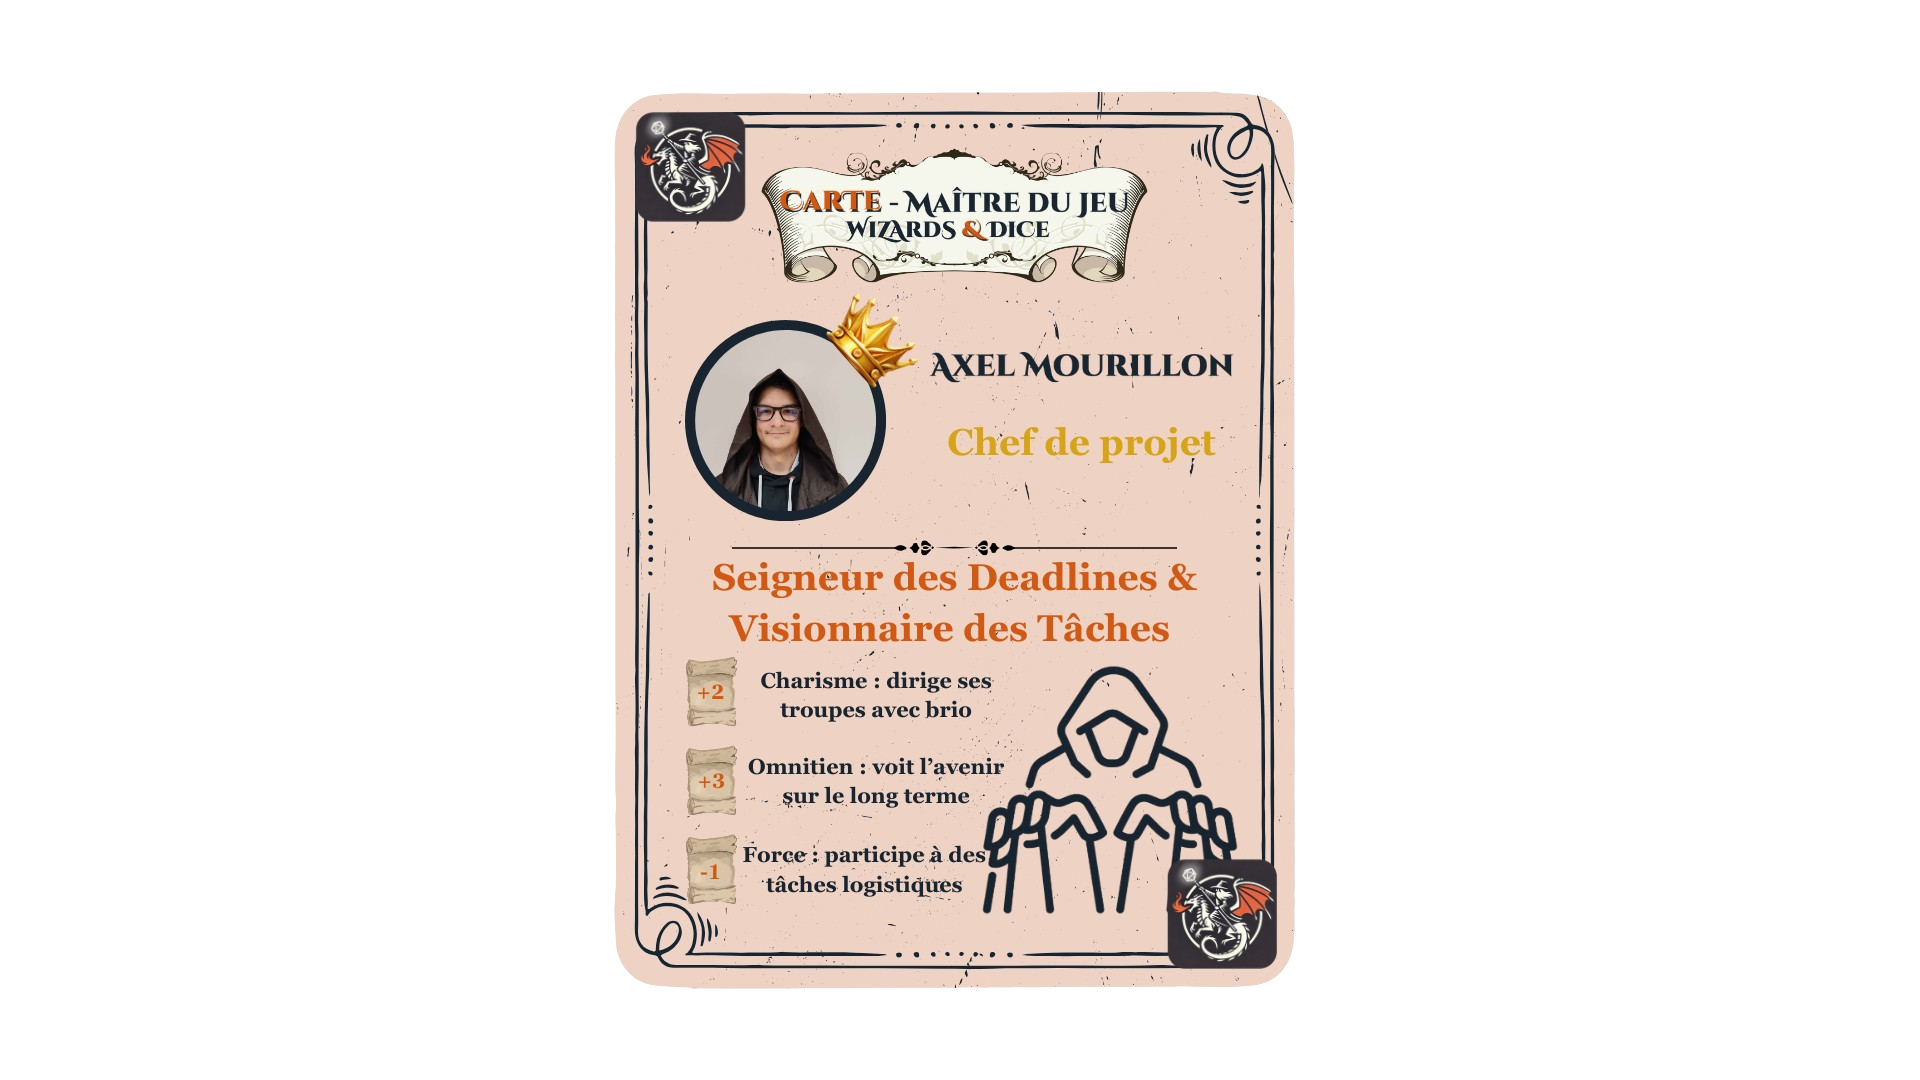 CARTE - MAÎTRE DU JEU
WIZARDS & DICE
AXEL MOURILLON
Chef de projet
Seigneur des Deadlines &
Visionnaire des Tâches
+2
Charisme : dirige ses
troupes avec brio
+3
Omnitien : voit l'avenir
sur le long terme
-1
Force : participe à des
tâches logistiques